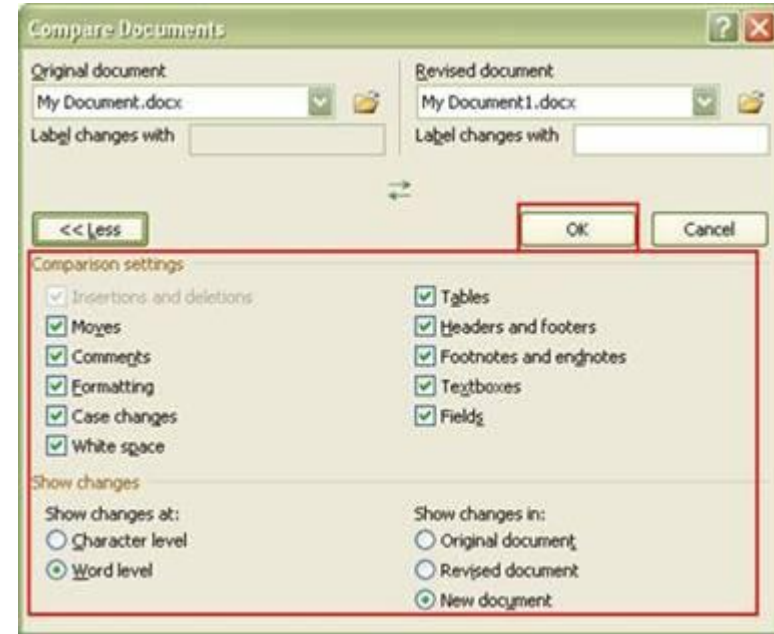 Compare Documents
Original document
Revised document
My Document.docx
My Document1.docx
Label changes with
Label changes with
<< Less
OK
Cancel
Comparison settings
Insertions and deletions
Moves
Comments
Formatting
Case changes
White space
Tables
Headers and footers
Footnotes and endnotes
Textboxes
Fields
Show changes
Show changes at:
Character level
Word level
Show changes in:
Original document
Revised document
New document